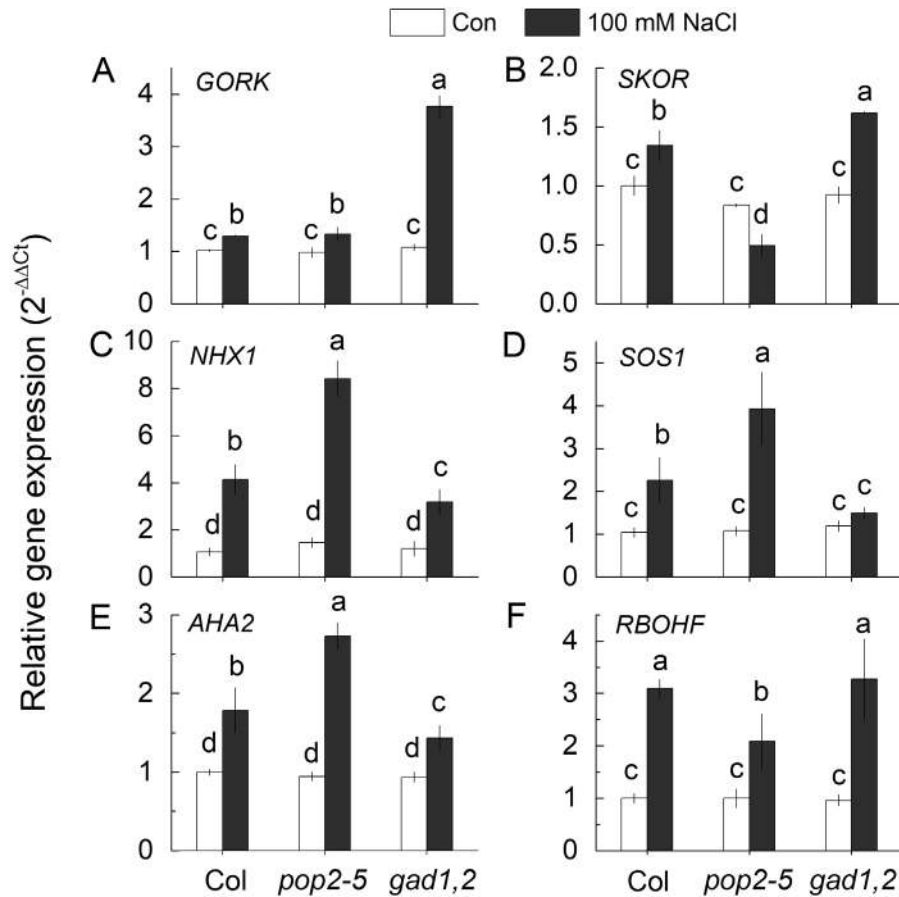 Con 100 mM NaCl
Relative gene expression (2^-ΔΔCt)
A GORK
4
3
2
1
0
c b c b c a
B SKOR
2.0
1.5
1.0
0.5
0.0
c b c d c a
C NHX1
10
8
6
4
2
0
d b d a d c
D SOS1
5
4
3
2
1
0
c b c a c c
E AHA2
3
2
1
0
d b d a d c
Col pop2-5 gad1,2
F RBOHF
4
3
2
1
0
c a c b c a
Col pop2-5 gad1,2